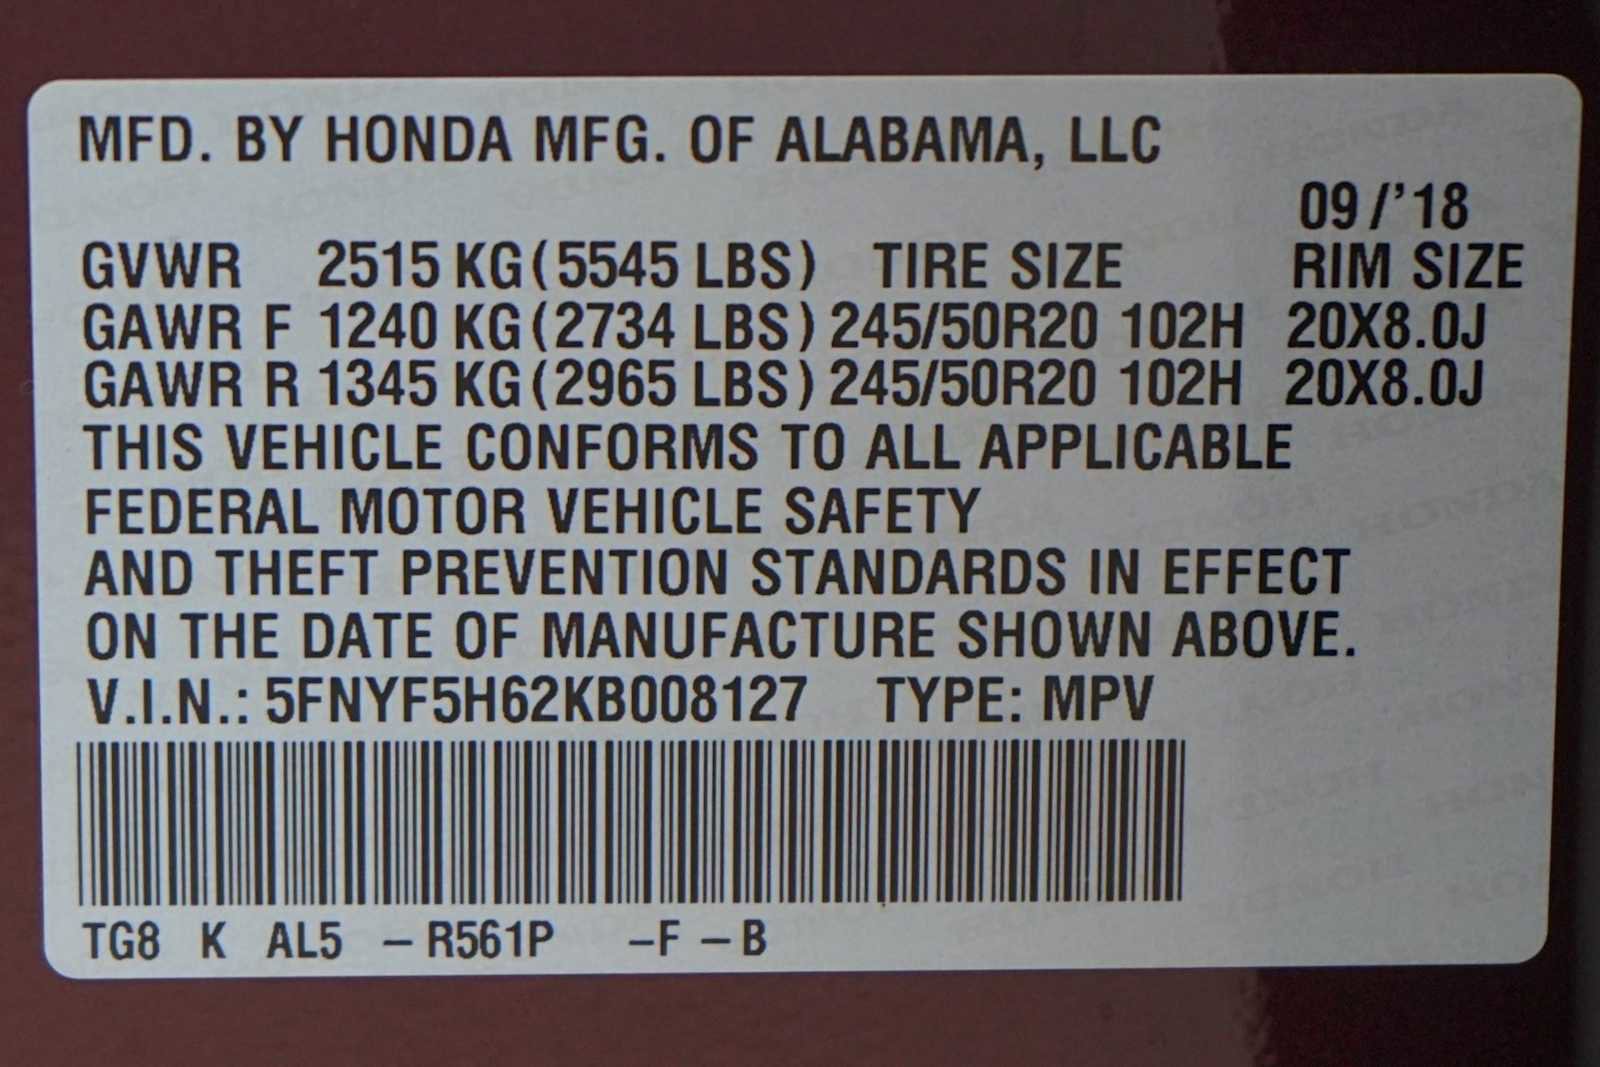 MFD. BY HONDA MFG. OF ALABAMA, LLC
09/'18
GVWR 2515 KG(5545 LBS) TIRE SIZE RIM SIZE
GAWR F 1240 KG(2734 LBS) 245/50R20 102H 20X8.0J
GAWR R 1345 KG(2965 LBS) 245/50R20 102H 20X8.0J
THIS VEHICLE CONFORMS TO ALL APPLICABLE
FEDERAL MOTOR VEHICLE SAFETY
AND THEFT PREVENTION STANDARDS IN EFFECT
ON THE DATE OF MANUFACTURE SHOWN ABOVE.
V.I.N.: 5FNYF5H62KB008127 TYPE: MPV
TG8 K AL5 – R561P –F – B